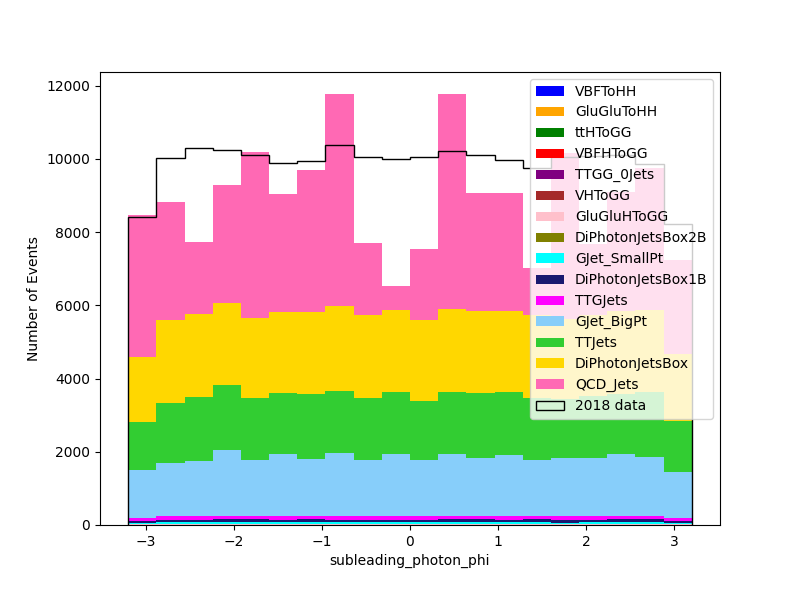 12000
10000
8000
6000
4000
2000
0
Number of Events
−3
−2
−1
0
1
2
3
subleading_photon_phi
VBFToHH
GluGluToHH
ttHToGG
VBFHToGG
TTGG_0Jets
VHToGG
GluGluHToGG
DiPhotonJetsBox2B
GJet_SmallPt
DiPhotonJetsBox1B
TTGJets
GJet_BigPt
TTJets
DiPhotonJetsBox
QCD_Jets
2018 data